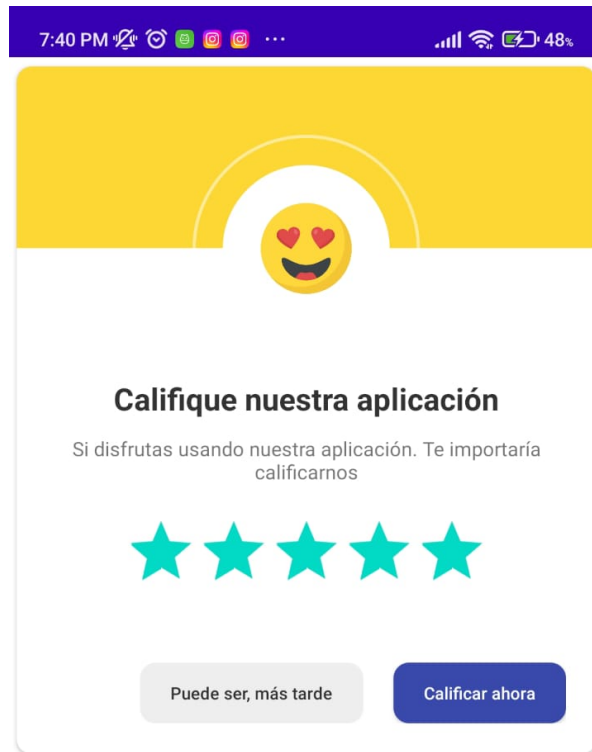 7:40 PM 48%
Califique nuestra aplicación
Si disfrutas usando nuestra aplicación. Te importaría
calificarnos
Puede ser, más tarde
Calificar ahora